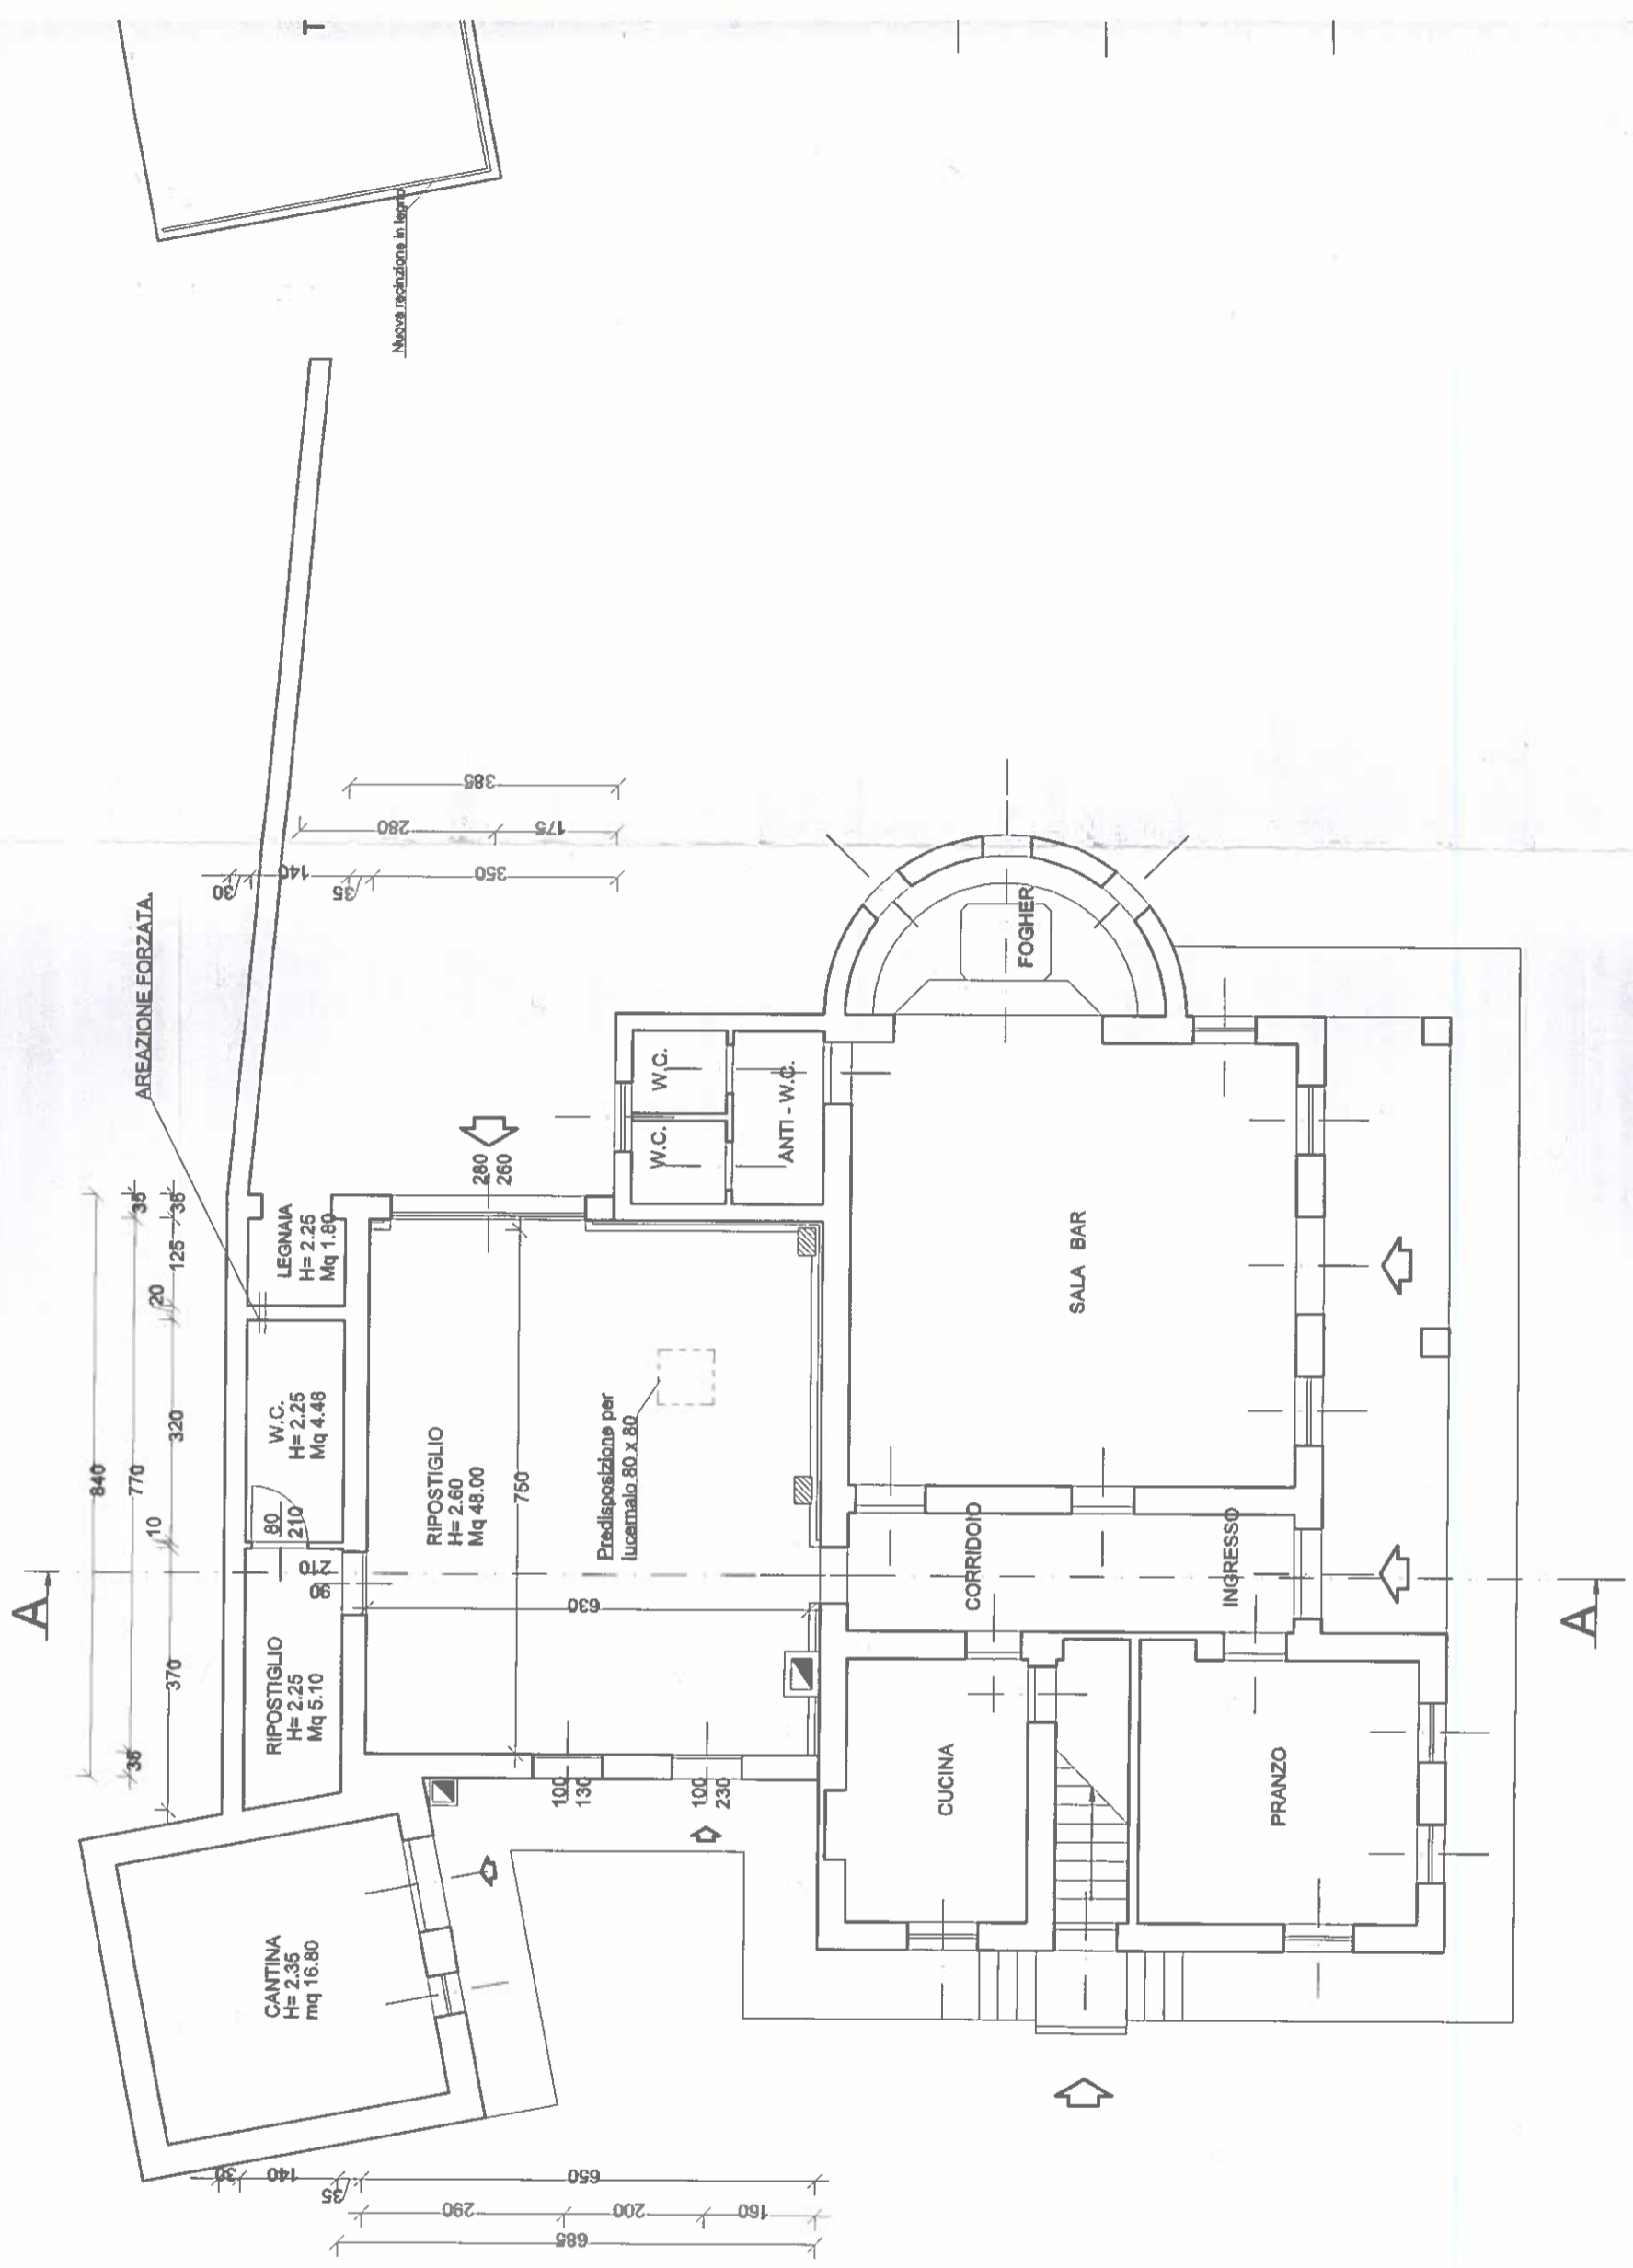 Nuova recinzione in legno
AREAZIONE FORZATA.
385
280
175
30
140
35
350
840
35
770
35
35
125
20
320
10
370
LEGNAIA
H= 2.25
Mq 1.80
W.C.
H= 2.25
Mq 4.48
80
210
RIPOSTIGLIO
H= 2.25
Mq 5.10
210
CANTINA
H= 2.35
mq 16.80
RIPOSTIGLIO
H= 2.60
Mq 48.00
750
630
Predisposizione per
lucernaio 80 x 80
280
260
100
130
100
230
W.C.
W.C.
ANTI - W.C.
FOGHER
SALA BAR
CORRIDOIO
INGRESSO
CUCINA
PRANZO
A
A
30
140
35
650
290
200
160
685